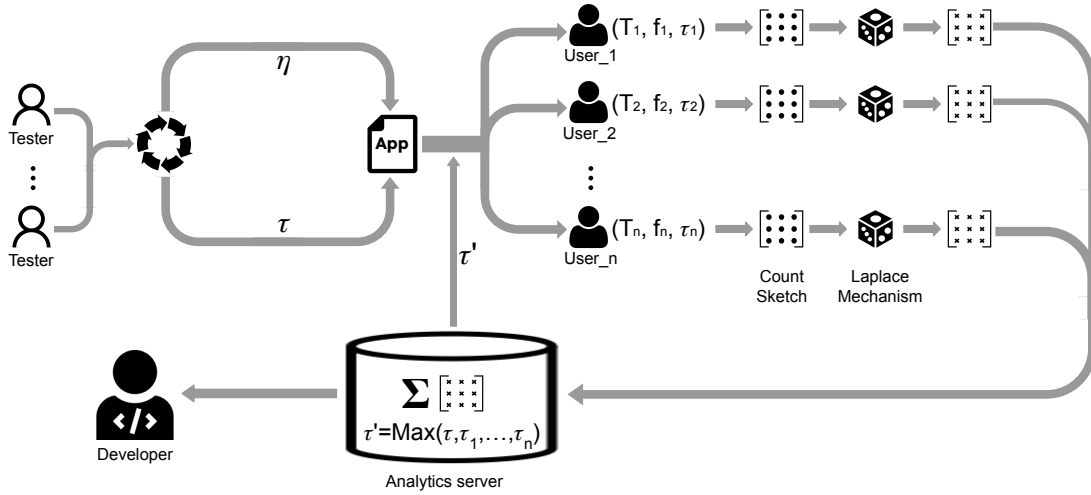 Tester
⋮
Tester
η
τ
App
τ'
(T₁, f₁, τ₁)
User_1
(T₂, f₂, τ₂)
User_2
⋮
(Tₙ, fₙ, τₙ)
User_n
Count
Sketch
Laplace
Mechanism
</>
Developer
Σ
τ'=Max(τ,τ₁,...,τₙ)
Analytics server